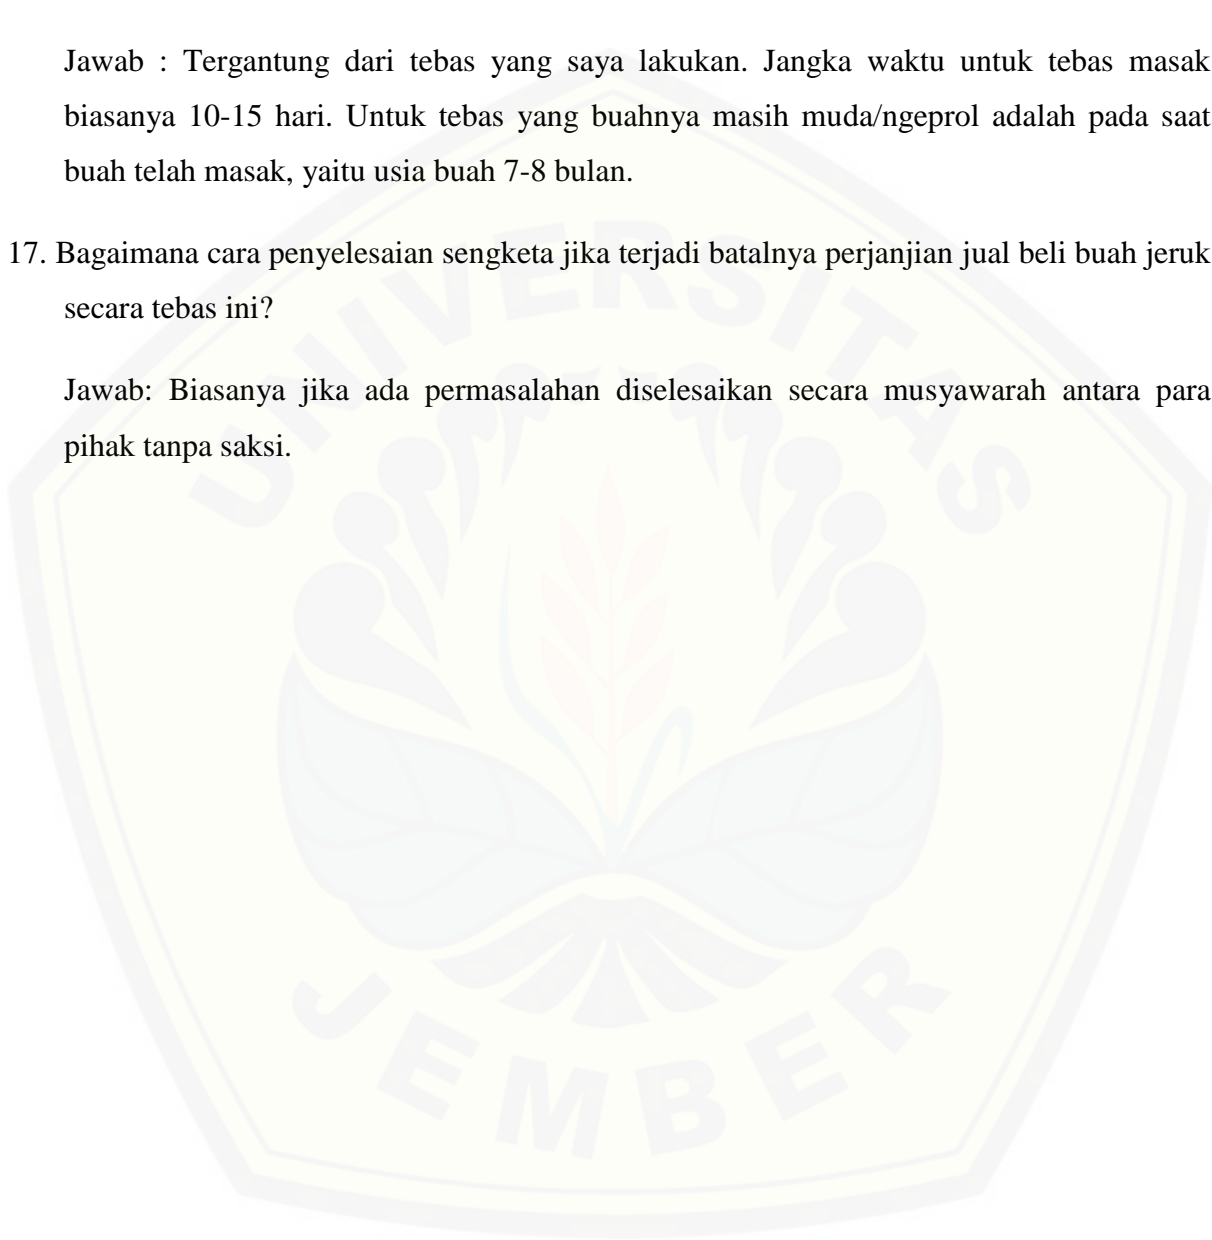 Jawab : Tergantung dari tebas yang saya lakukan. Jangka waktu untuk tebas masak
biasanya 10-15 hari. Untuk tebas yang buahnya masih muda/ngeprol adalah pada saat
buah telah masak, yaitu usia buah 7-8 bulan.
17. Bagaimana cara penyelesaian sengketa jika terjadi batalnya perjanjian jual beli buah jeruk
secara tebas ini?
Jawab: Biasanya jika ada permasalahan diselesaikan secara musyawarah antara para
pihak tanpa saksi.
UNIVERSITAS
JEMBER